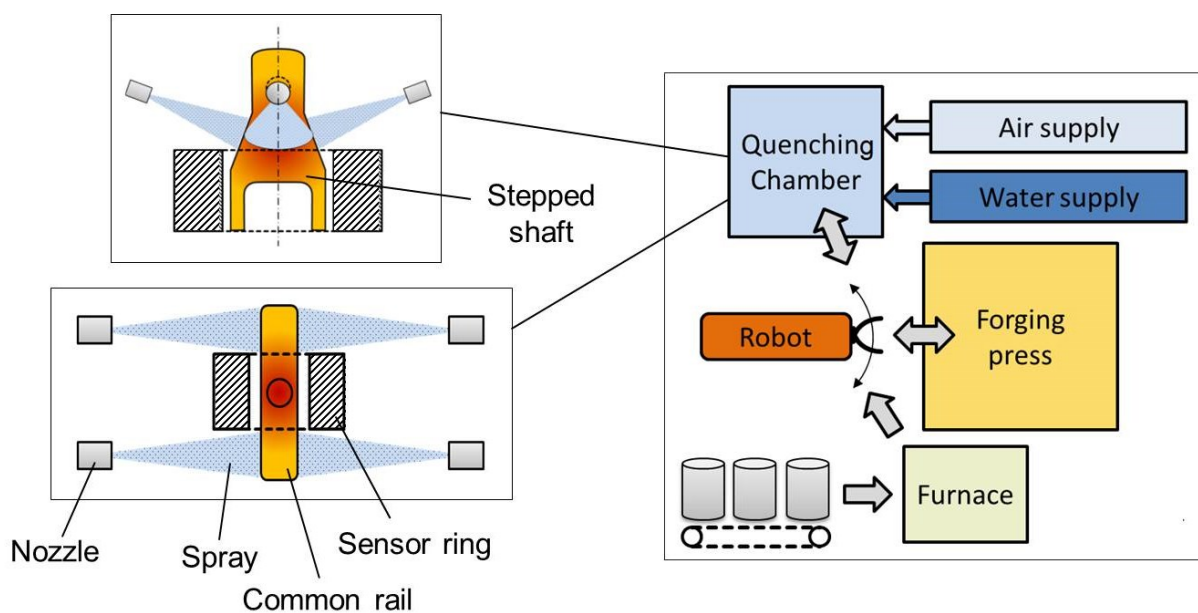 Stepped
shaft
Nozzle
Spray
Sensor ring
Common rail
Quenching
Chamber
Air supply
Water supply
Robot
Forging
press
Furnace